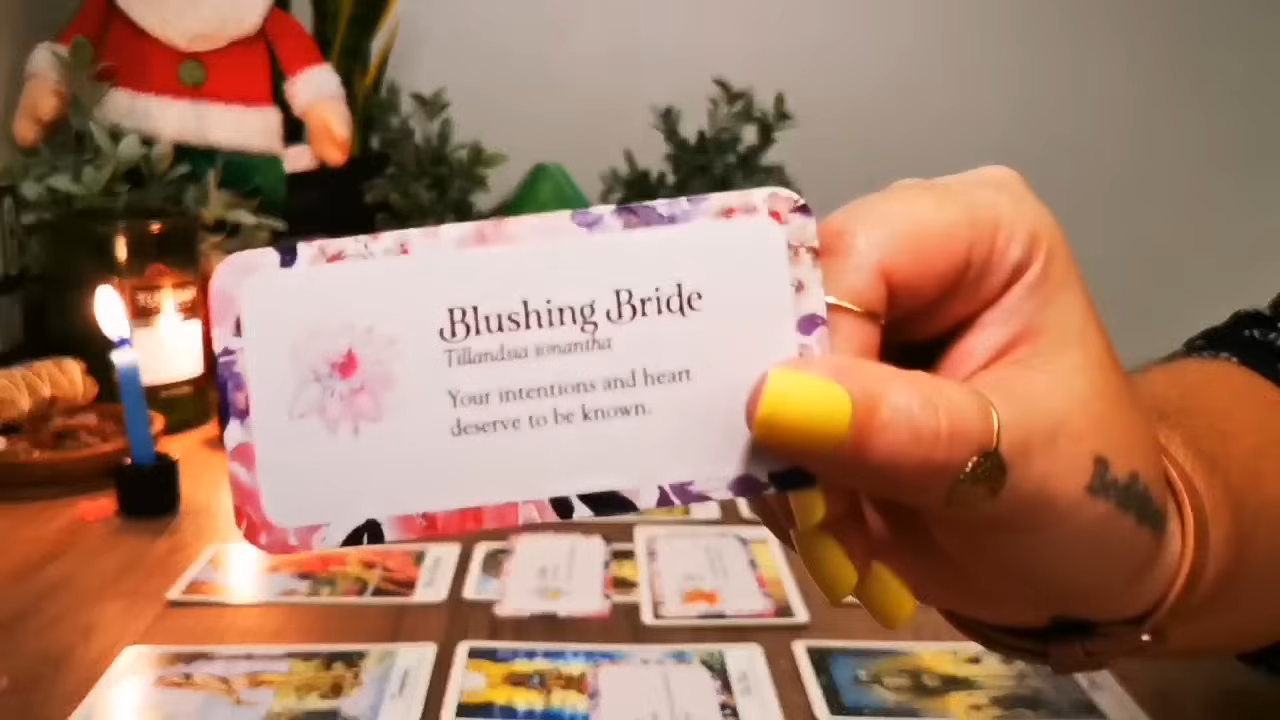 Blushing Bride
Tillandsia ionantha
Your intentions and heart
deserve to be known.